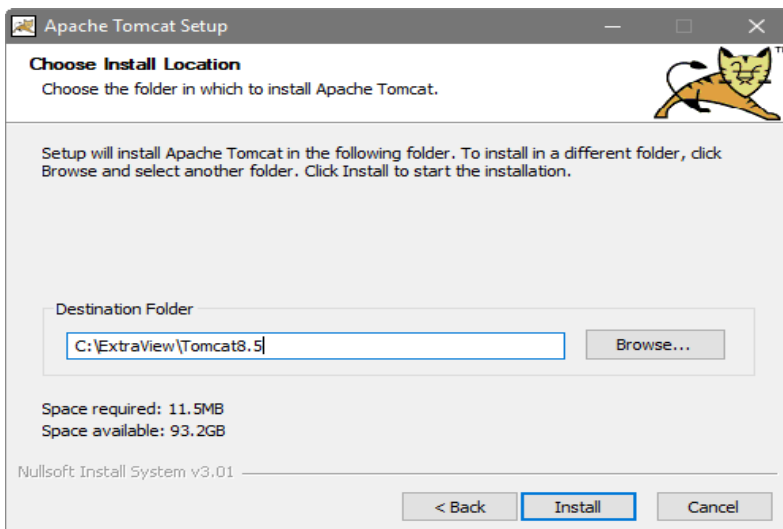 Apache Tomcat Setup
Choose Install Location
Choose the folder in which to install Apache Tomcat.
TM
Setup will install Apache Tomcat in the following folder. To install in a different folder, click
Browse and select another folder. Click Install to start the installation.
Destination Folder
C:\ExtraView\Tomcat8.5
Browse...
Space required: 11.5MB
Space available: 93.2GB
Nullsoft Install System v3.01
< Back Install Cancel